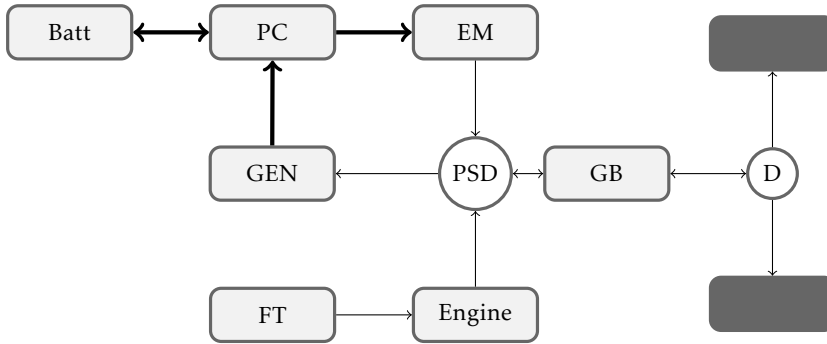 Batt
PC
EM
GEN
PSD
GB
D
FT
Engine